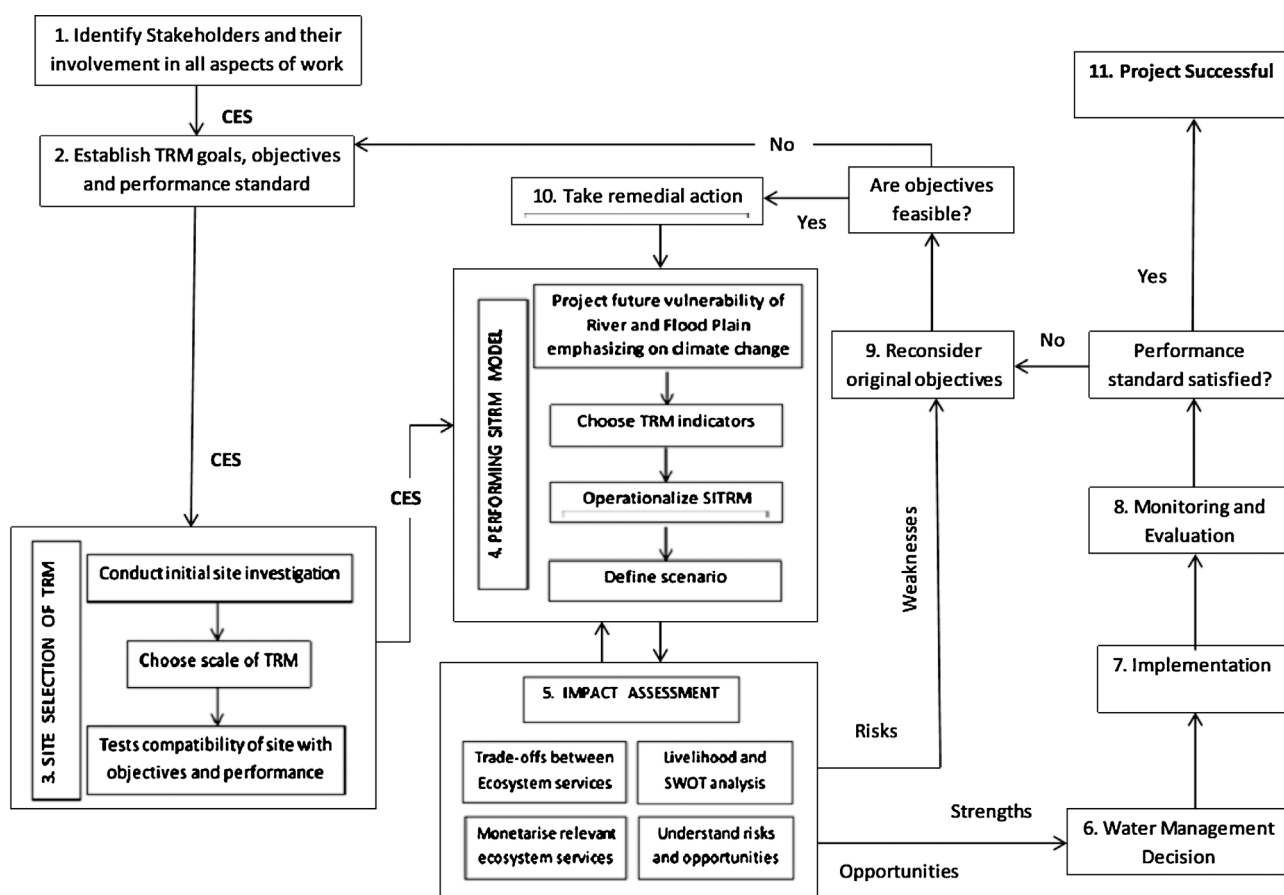 1. Identify Stakeholders and their
involvement in all aspects of work
CES
2. Establish TRM goals, objectives
and performance standard
CES
3. SITE SELECTION OF TRM
Conduct initial site investigation
Choose scale of TRM
Tests compatibility of site with
objectives and performance
CES
10. Take remedial action
4. PERFORMING SITRM MODEL
Project future vulnerability of
River and Flood Plain
emphasizing on climate change
Choose TRM indicators
Operationalize SITRM
Define scenario
5. IMPACT ASSESSMENT
Trade-offs between
Ecosystem services
Livelihood and
SWOT analysis
Monetarise relevant
ecosystem services
Understand risks
and opportunities
Risks
Weaknesses
Strengths
Opportunities
6. Water Management
Decision
7. Implementation
8. Monitoring and
Evaluation
Performance
standard satisfied?
No
Yes
9. Reconsider
original objectives
Are objectives
feasible?
Yes
No
11. Project Successful